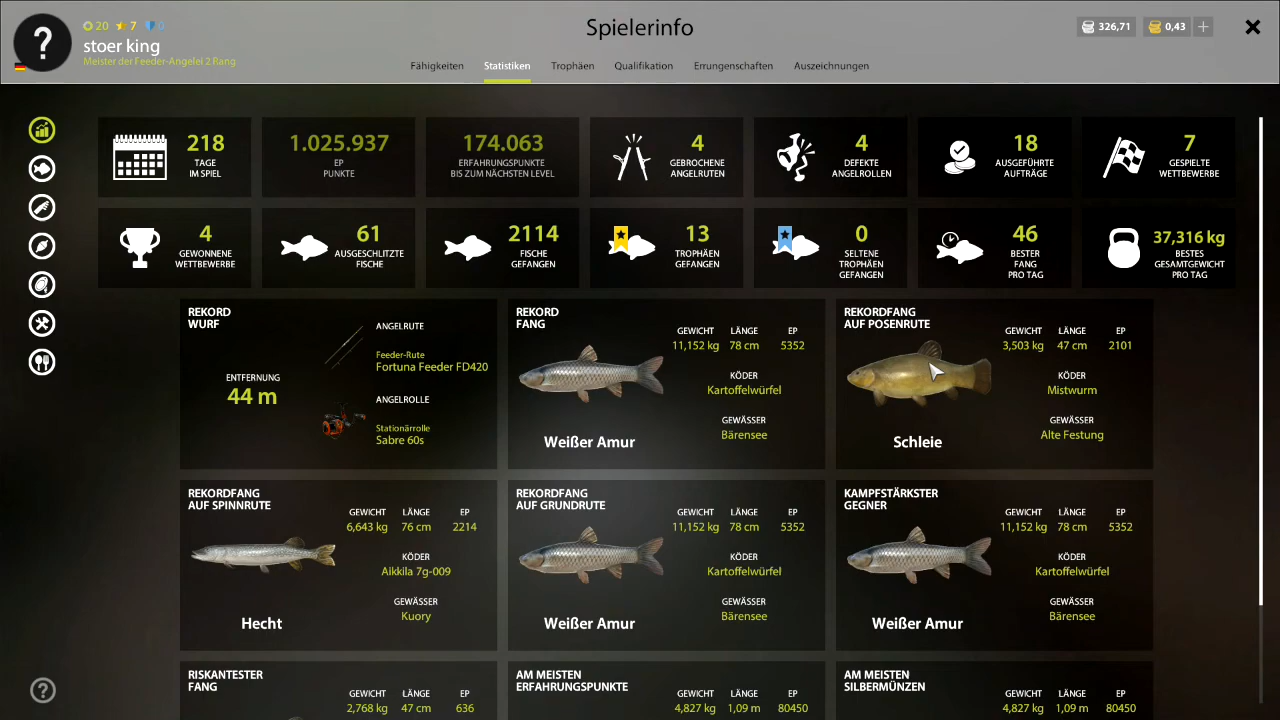 20 7 0
stoer king
Meister der Feeder-Angelei 2 Rang
Spielerinfo
326,71
0,43
Fähigkeiten
Statistiken
Trophäen
Qualifikation
Errungenschaften
Auszeichnungen
218
TAGE
IM SPIEL
1.025.937
EP
PUNKTE
174.063
ERFAHRUNGSPUNKTE
BIS ZUM NÄCHSTEN LEVEL
4
GEBROCHENE
ANGELRUTEN
4
DEFEKTE
ANGELROLLEN
18
AUSGEFÜHRTE
AUFTRÄGE
7
GESPIELTE
WETTBEWERBE
4
GEWONNENE
WETTBEWERBE
61
AUSGESCHLITZTE
FISCHE
2114
FISCHE
GEFANGEN
13
TROPHÄEN
GEFANGEN
0
SELTENE
TROPHÄEN
GEFANGEN
46
BESTER
FANG
PRO TAG
37,316 kg
BESTES
GESAMTGEWICHT
PRO TAG
REKORD
WURF
ENTFERNUNG
44 m
ANGELRUTE
Feeder-Rute
Fortuna Feeder FD420
ANGELROLLE
Stationärrolle
Sabre 60s
REKORD
FANG
GEWICHT LÄNGE EP
11,152 kg 78 cm 5352
KÖDER
Kartoffelwürfel
GEWÄSSER
Bärensee
Weißer Amur
REKORDFANG
AUF POSENRUTE
GEWICHT LÄNGE EP
3,503 kg 47 cm 2101
KÖDER
Mistwurm
GEWÄSSER
Alte Festung
Schleie
REKORDFANG
AUF SPINNRUTE
GEWICHT LÄNGE EP
6,643 kg 76 cm 2214
KÖDER
Aikkila 7g-009
GEWÄSSER
Kuory
Hecht
REKORDFANG
AUF GRUNDRUTE
GEWICHT LÄNGE EP
11,152 kg 78 cm 5352
KÖDER
Kartoffelwürfel
GEWÄSSER
Bärensee
Weißer Amur
KAMPFSTÄRKSTER
GEGNER
GEWICHT LÄNGE EP
11,152 kg 78 cm 5352
KÖDER
Kartoffelwürfel
GEWÄSSER
Bärensee
Weißer Amur
RISKANTESTER
FANG
GEWICHT LÄNGE EP
2,768 kg 47 cm 636
AM MEISTEN
ERFAHRUNGSPUNKTE
GEWICHT LÄNGE EP
4,827 kg 1,09 m 80450
AM MEISTEN
SILBERMÜNZEN
GEWICHT LÄNGE EP
4,827 kg 1,09 m 80450